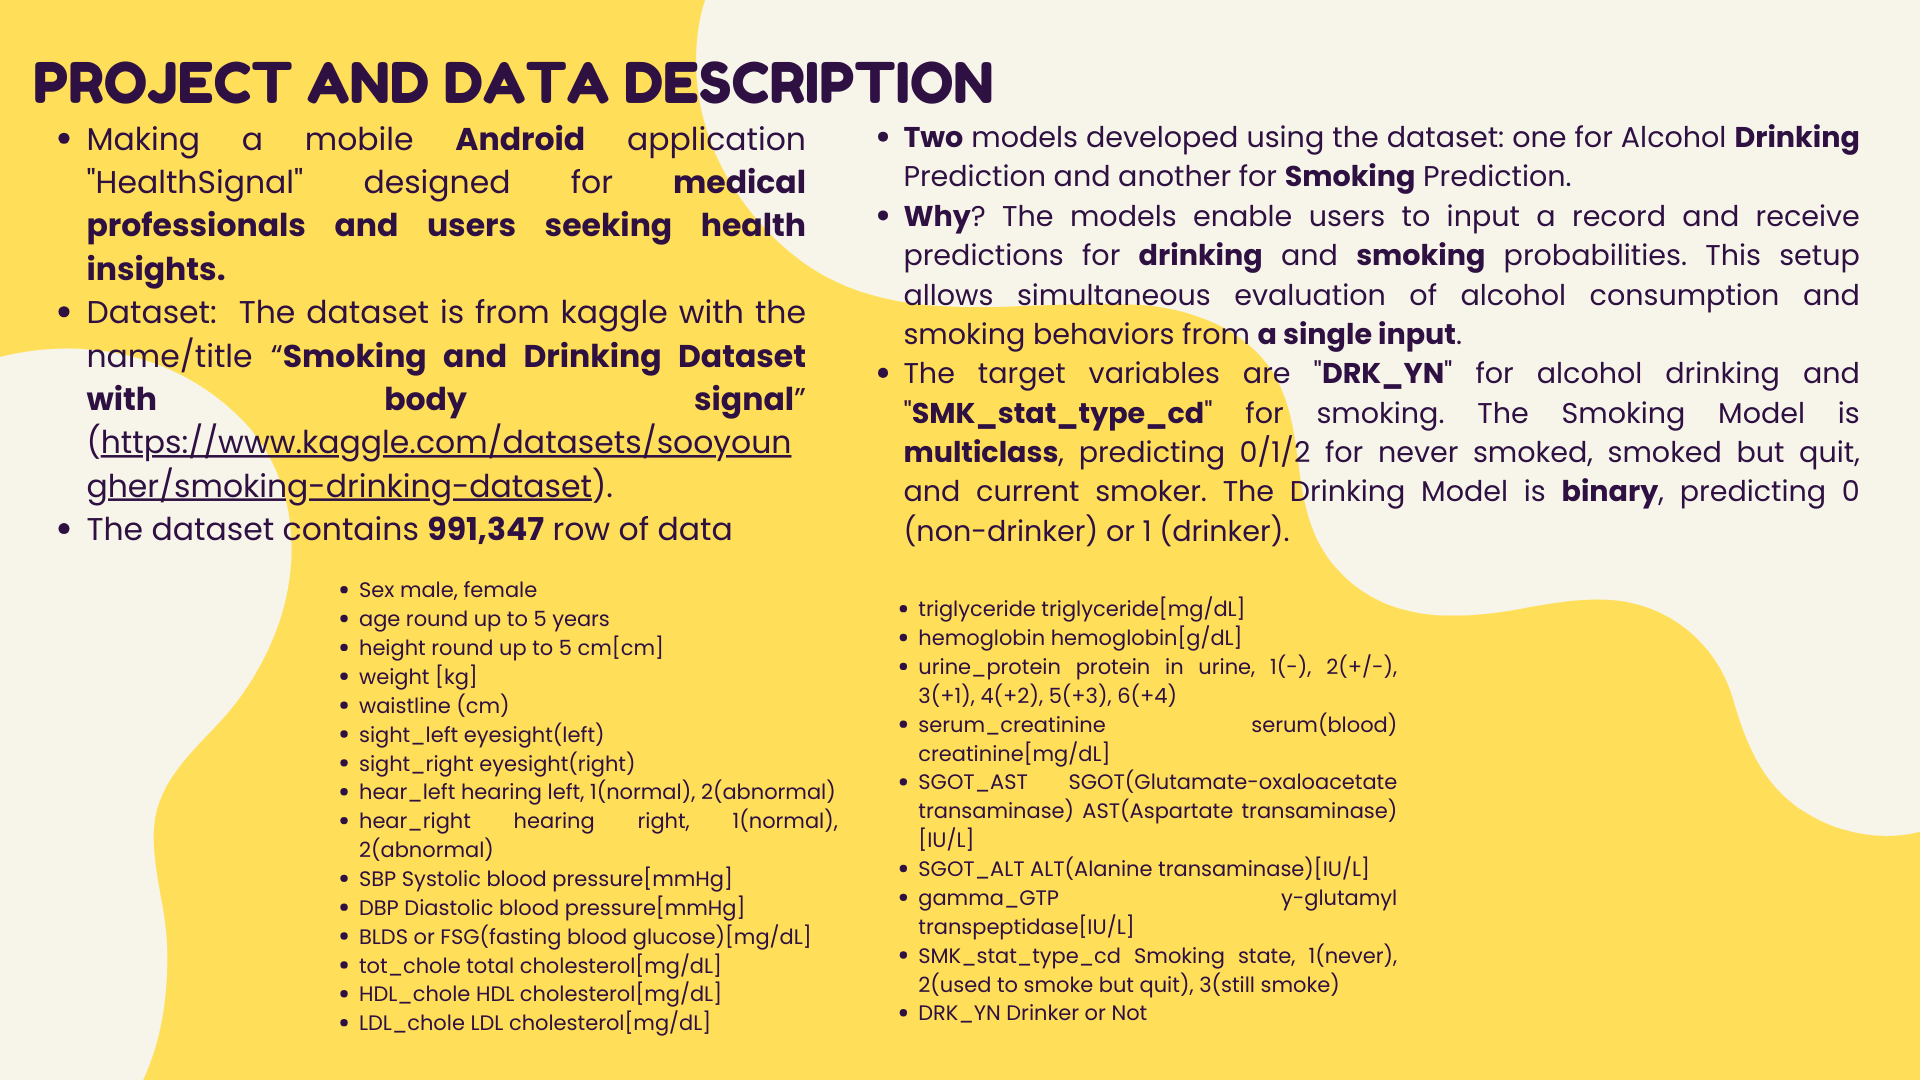 PROJECT AND DATA DESCRIPTION
• Making a mobile Android application
"HealthSignal" designed for medical
professionals and users seeking health
insights.
• Dataset: The dataset is from kaggle with the
name/title “Smoking and Drinking Dataset
with body signal”
(https://www.kaggle.com/datasets/sooyoun
gher/smoking-drinking-dataset).
• The dataset contains 991,347 row of data
• Two models developed using the dataset: one for Alcohol Drinking
Prediction and another for Smoking Prediction.
• Why? The models enable users to input a record and receive
predictions for drinking and smoking probabilities. This setup
allows simultaneous evaluation of alcohol consumption and
smoking behaviors from a single input.
• The target variables are "DRK_YN" for alcohol drinking and
"SMK_stat_type_cd" for smoking. The Smoking Model is
multiclass, predicting 0/1/2 for never smoked, smoked but quit,
and current smoker. The Drinking Model is binary, predicting 0
(non-drinker) or 1 (drinker).
• Sex male, female
• age round up to 5 years
• height round up to 5 cm[cm]
• weight [kg]
• waistline (cm)
• sight_left eyesight(left)
• sight_right eyesight(right)
• hear_left hearing left, 1(normal), 2(abnormal)
• hear_right hearing right, 1(normal),
2(abnormal)
• SBP Systolic blood pressure[mmHg]
• DBP Diastolic blood pressure[mmHg]
• BLDS or FSG(fasting blood glucose)[mg/dL]
• tot_chole total cholesterol[mg/dL]
• HDL_chole HDL cholesterol[mg/dL]
• LDL_chole LDL cholesterol[mg/dL]
• triglyceride triglyceride[mg/dL]
• hemoglobin hemoglobin[g/dL]
• urine_protein protein in urine, 1(-), 2(+/-),
3(+1), 4(+2), 5(+3), 6(+4)
• serum_creatinine serum(blood)
creatinine[mg/dL]
• SGOT_AST SGOT(Glutamate-oxaloacetate
transaminase) AST(Aspartate transaminase)
[IU/L]
• SGOT_ALT ALT(Alanine transaminase)[IU/L]
• gamma_GTP y-glutamyl
transpeptidase[IU/L]
• SMK_stat_type_cd Smoking state, 1(never),
2(used to smoke but quit), 3(still smoke)
• DRK_YN Drinker or Not